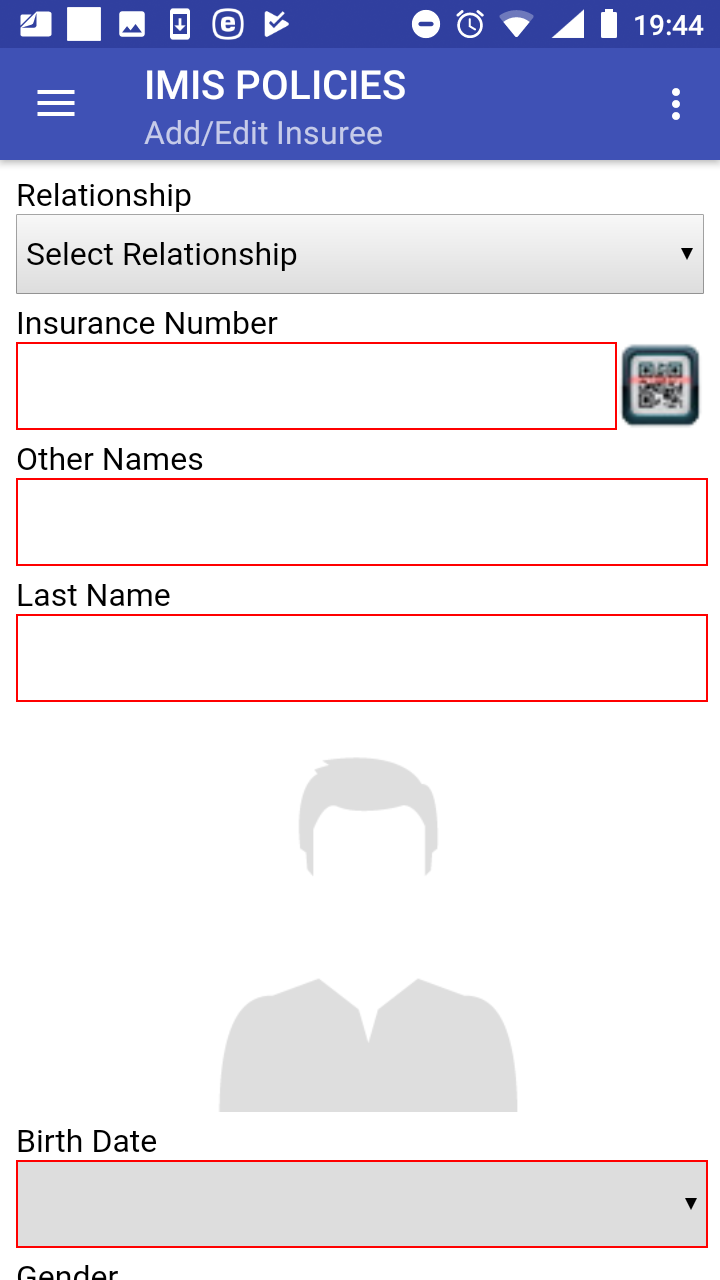 19:44
IMIS POLICIES
Add/Edit Insuree
Relationship
Select Relationship
Insurance Number
Other Names
Last Name
Birth Date
Gender